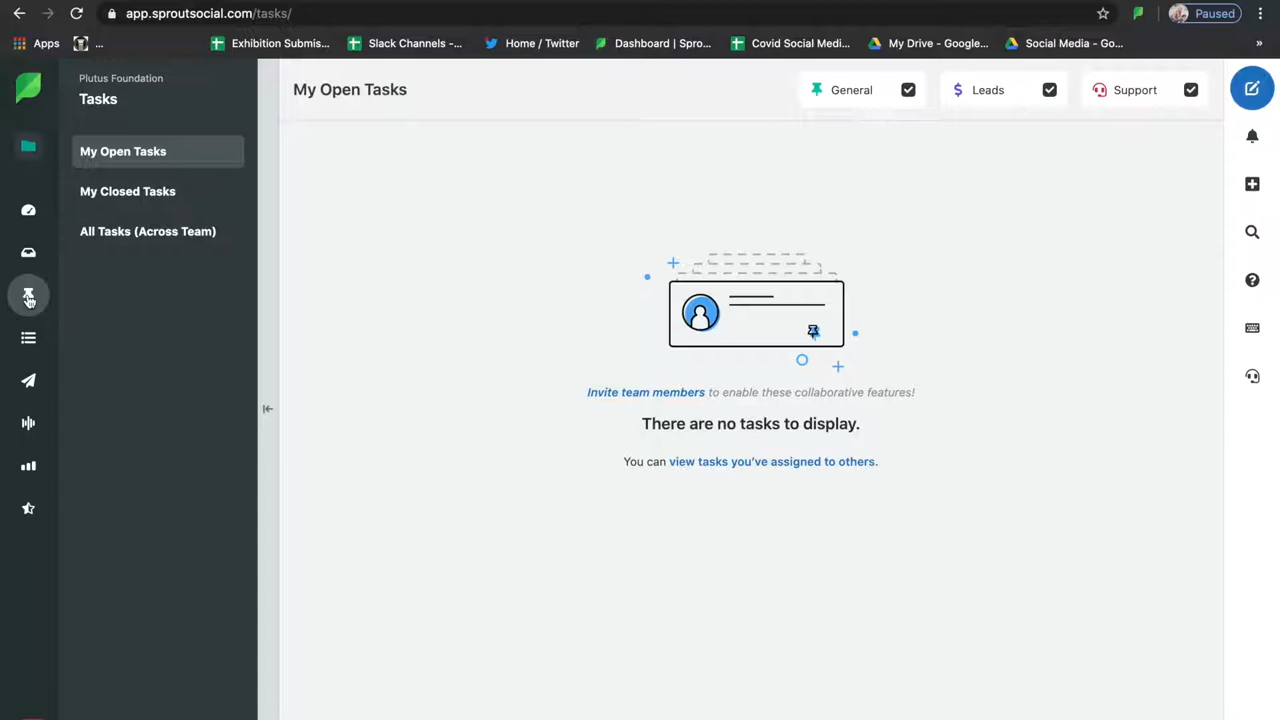 app.sproutsocial.com/tasks/
Paused
Apps
...
Exhibition Submis...
Slack Channels -...
Home / Twitter
Dashboard | Spro...
Covid Social Medi...
My Drive - Google...
Social Media - Go...
»
Plutus Foundation
Tasks
My Open Tasks
My Closed Tasks
All Tasks (Across Team)
My Open Tasks
General
$ Leads
Support
Invite team members to enable these collaborative features!
There are no tasks to display.
You can view tasks you've assigned to others.